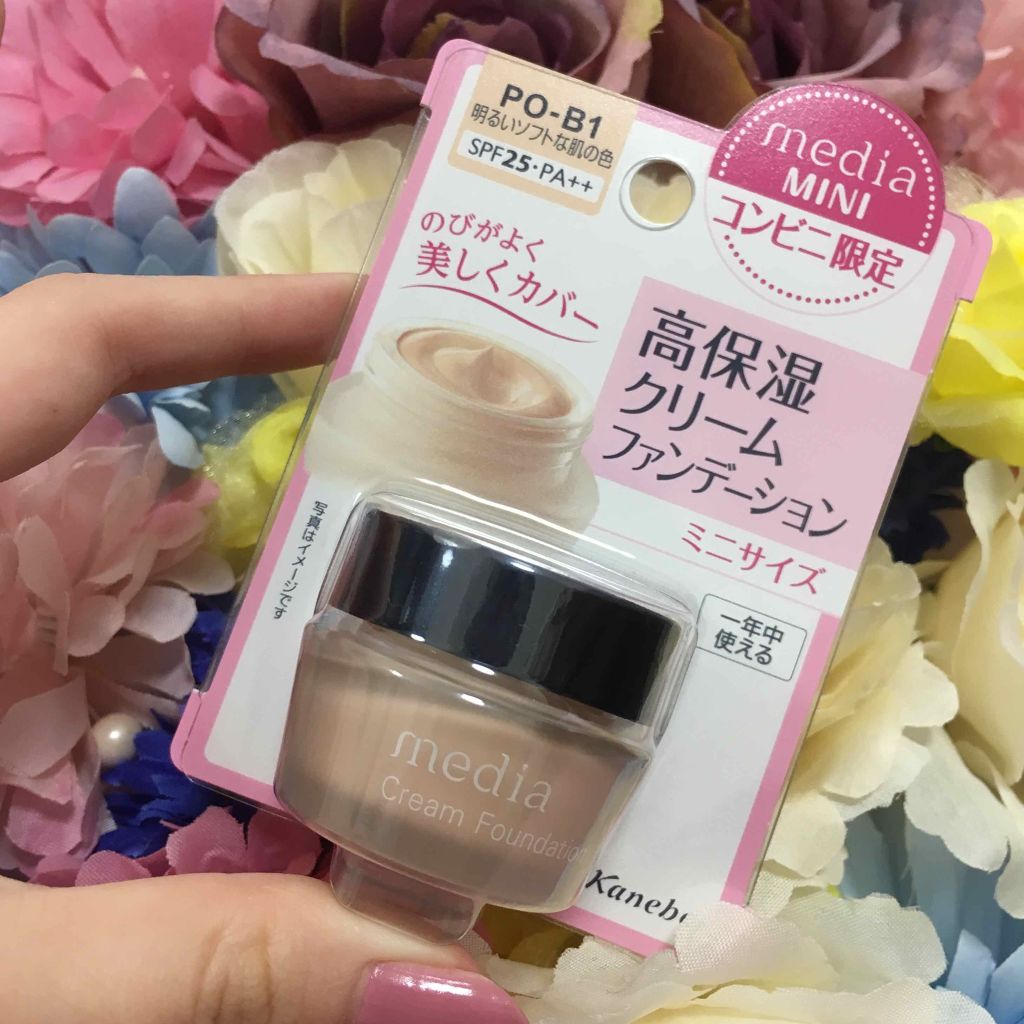 PO-B1
明るいソフトな肌の色
SPF25・PA++
media
MINI
コンビニ限定
のびがよく
美しくカバー
高保湿
クリーム
ファンデーション
ミニサイズ
一年中
使える
写真はイメージです
media
Cream Foundation
Kanebo